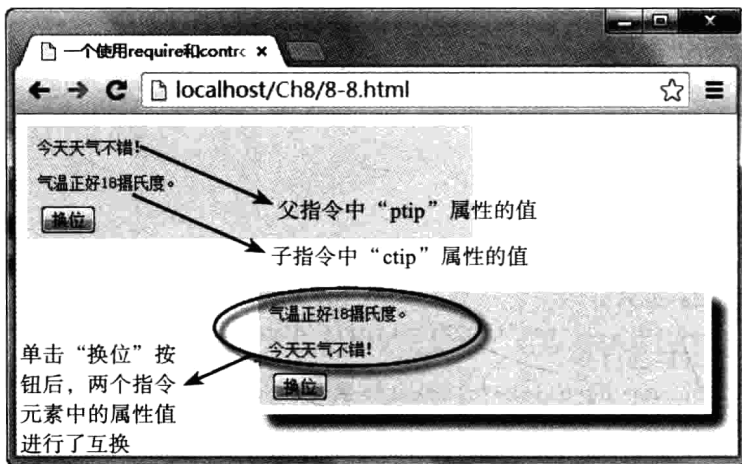 一个使用require和contrc
localhost/Ch8/8-8.html
今天天气不错！
气温正好18摄氏度。
换位
父指令中“ptip”属性的值
子指令中“ctip”属性的值
气温正好18摄氏度。
今天天气不错！
换位
单击“换位”按
钮后，两个指令
元素中的属性值
进行了互换